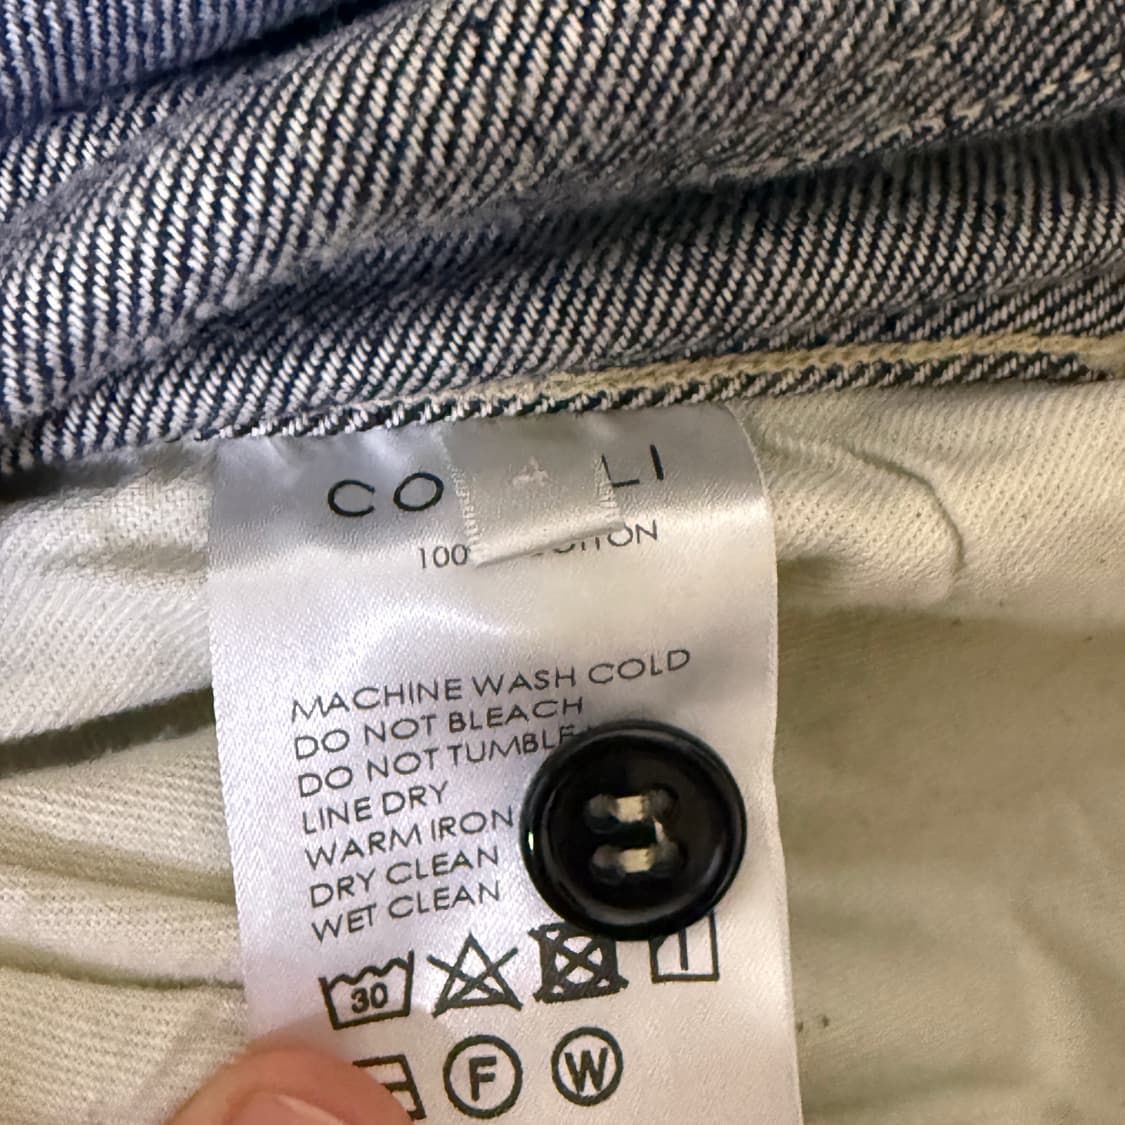 CO LI
100
MACHINE WASH COLD
DO NOT BLEACH
DO NOT TUMBLE
LINE DRY
WARM IRON
DRY CLEAN
WET CLEAN
30
F W